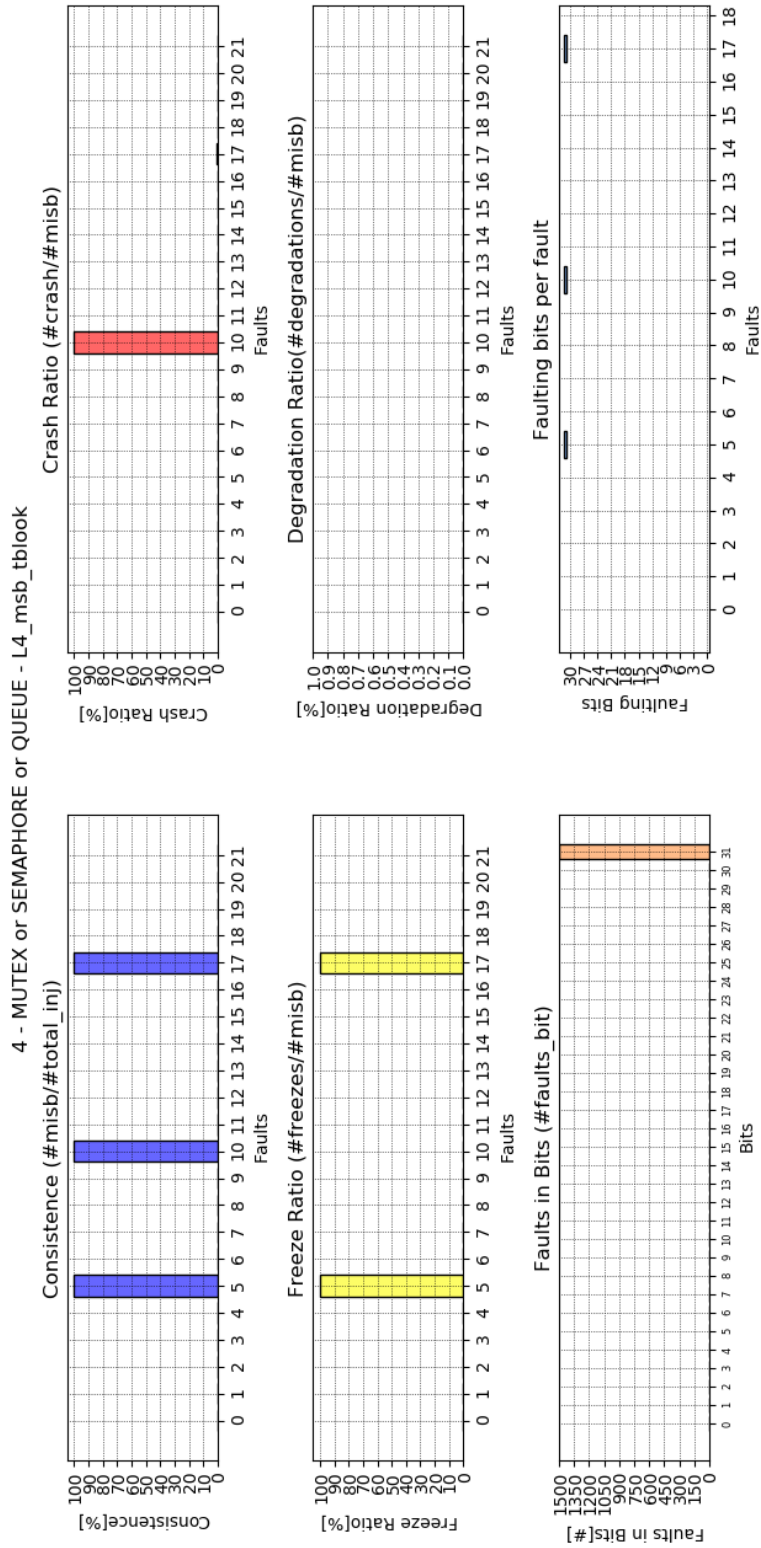 4 - MUTEX or SEMAPHORE or QUEUE - L4_msb_tblook
Consistence (#misb/#total_inj)
Consistence[%]
100
90
80
70
60
50
40
30
20
10
0
0 1 2 3 4 5 6 7 8 9 10 11 12 13 14 15 16 17 18 19 20 21
Faults
Crash Ratio (#crash/#misb)
Crash Ratio[%]
100
90
80
70
60
50
40
30
20
10
0
0 1 2 3 4 5 6 7 8 9 10 11 12 13 14 15 16 17 18 19 20 21
Faults
Freeze Ratio (#freezes/#misb)
Freeze Ratio[%]
100
90
80
70
60
50
40
30
20
10
0
0 1 2 3 4 5 6 7 8 9 10 11 12 13 14 15 16 17 18 19 20 21
Faults
Degradation Ratio(#degradations/#misb)
Degradation Ratio[%]
1.0
0.9
0.8
0.7
0.6
0.5
0.4
0.3
0.2
0.1
0.0
0 1 2 3 4 5 6 7 8 9 10 11 12 13 14 15 16 17 18 19 20 21
Faults
Faults in Bits (#faults_bit)
Faults in Bits[#]
1500
1350
1200
1050
900
750
600
450
300
150
0
0 1 2 3 4 5 6 7 8 9 10 11 12 13 14 15 16 17 18 19 20 21 22 23 24 25 26 27 28 29 30 31
Bits
Faulting bits per fault
Faulting Bits
30
27
24
21
18
15
12
9
6
3
0
0 1 2 3 4 5 6 7 8 9 10 11 12 13 14 15 16 17 18
Faults